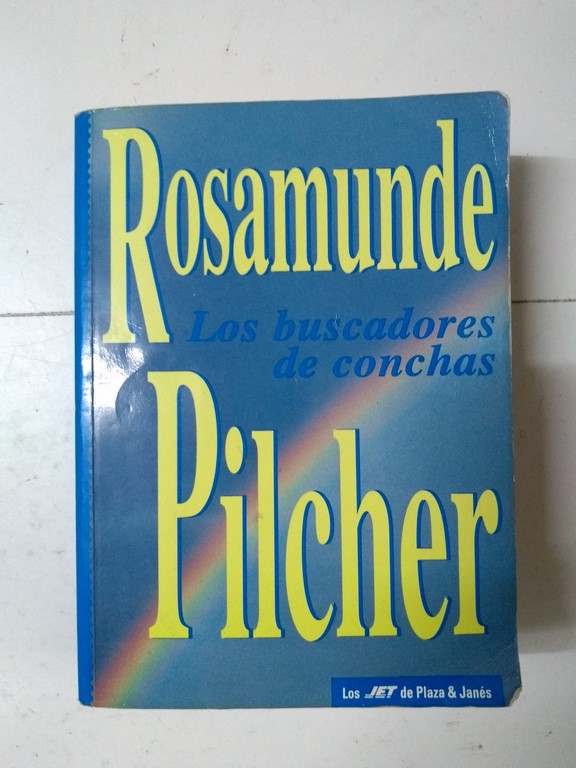 Rosamunde
Los buscadores
de conchas
Pilcher
Los JET de Plaza & Janés